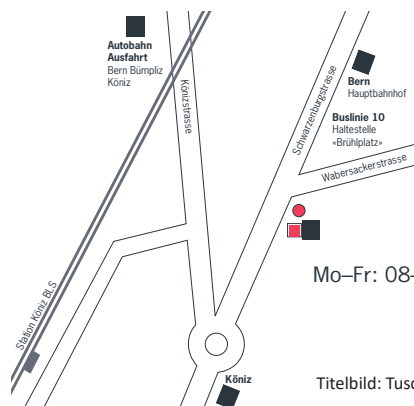 Autobahn
Ausfahrt
Bern Bümpliz
Köniz
Könizstrasse
Schwarzenburgstrasse
Bern
Hauptbahnhof
Buslinie 10
Haltestelle
«Brühlplatz»
Wabersackerstrasse
Station Köniz BLS
Mo–Fr: 08–
Köniz
Titelbild: Tusc